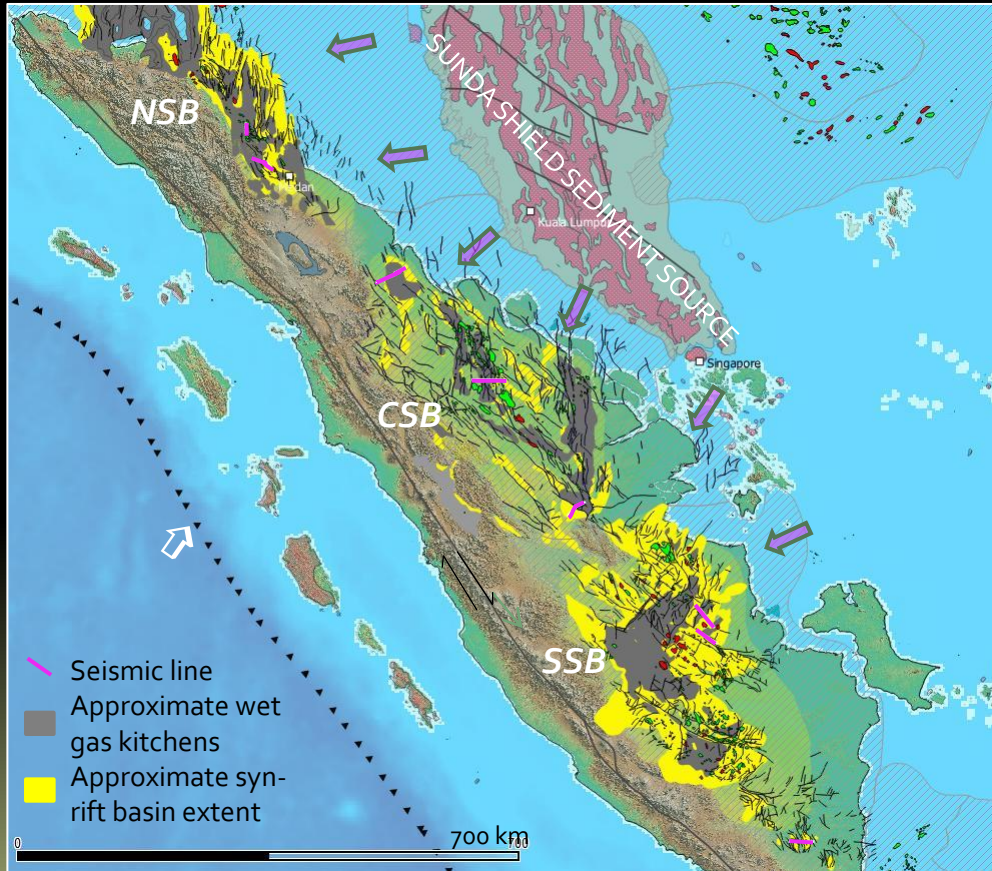 NSB
SUNDA SHIELD SEDIMENT SOURCE
Kuala Lumpur
Singapore
CSB
SSB
Seismic line
Approximate wet
gas kitchens
Approximate syn-
rift basin extent
0
700 km
700